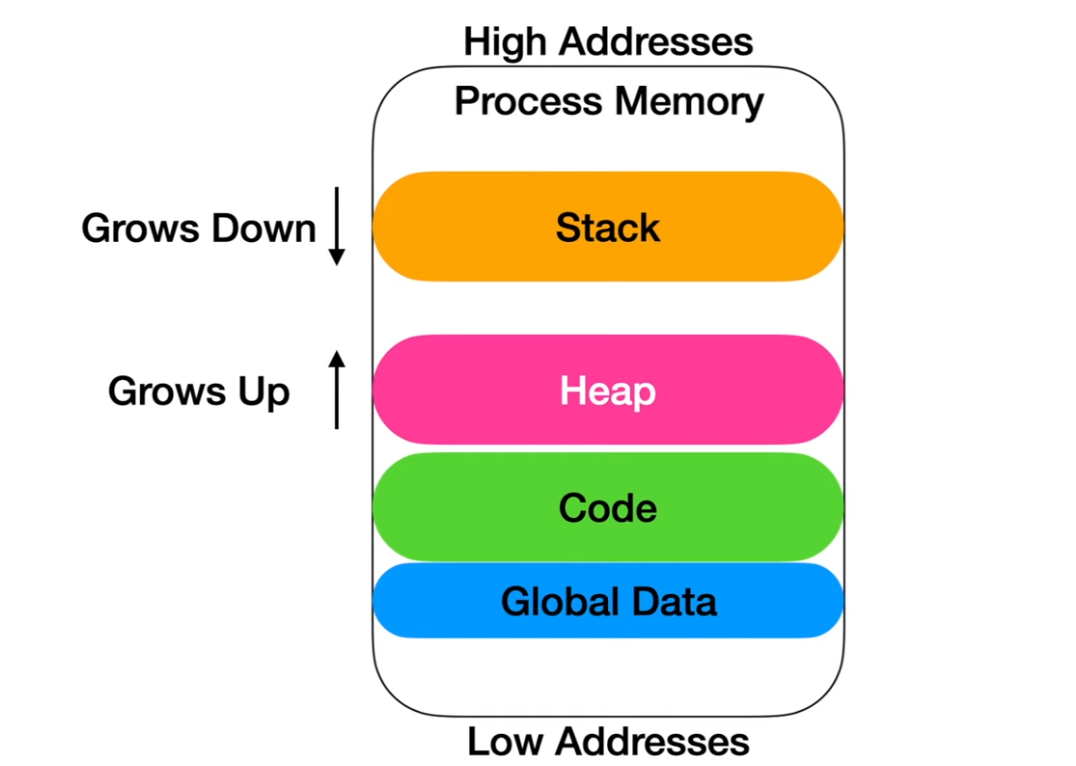 High Addresses
Process Memory
Grows Down
Stack
Grows Up
Heap
Code
Global Data
Low Addresses